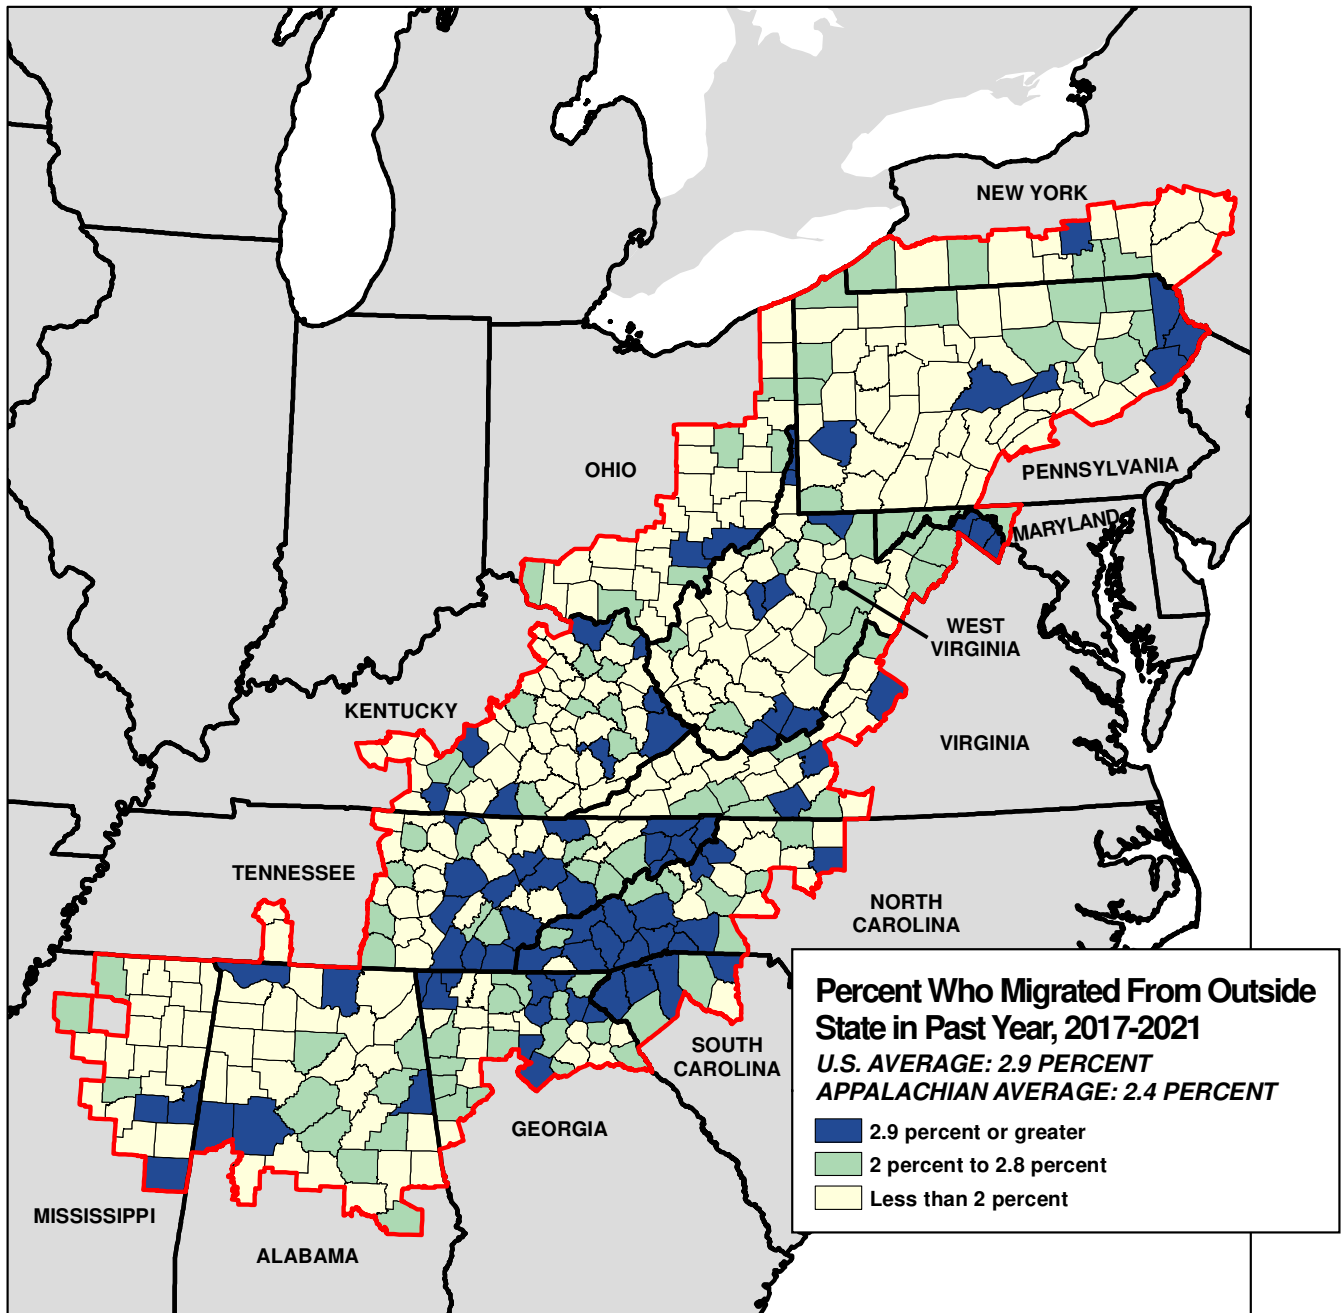 NEW YORK
OHIO
PENNSYLVANIA
MARYLAND
WEST
VIRGINIA
KENTUCKY
VIRGINIA
TENNESSEE
NORTH
CAROLINA
SOUTH
CAROLINA
GEORGIA
MISSISSIPPI
ALABAMA
Percent Who Migrated From Outside
State in Past Year, 2017-2021
U.S. AVERAGE: 2.9 PERCENT
APPALACHIAN AVERAGE: 2.4 PERCENT
2.9 percent or greater
2 percent to 2.8 percent
Less than 2 percent